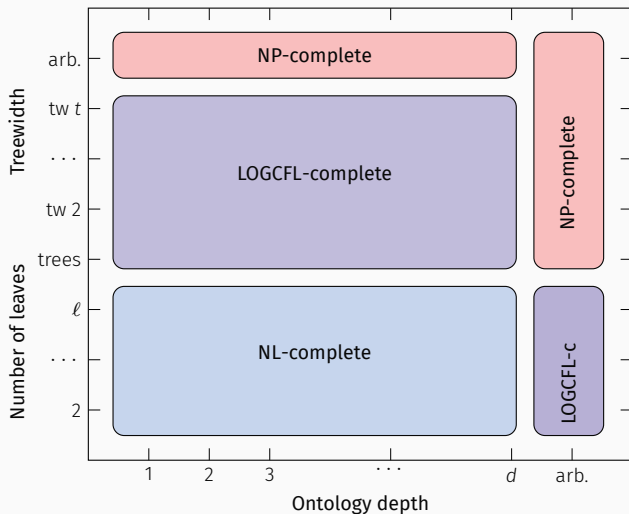 arb.
NP-complete
tw t
Treewidth
· · ·
LOGCFL-complete
NP-complete
tw 2
trees
Number of leaves
ℓ
NL-complete
LOGCFL-c
· · ·
2
1 2 3 · · · d arb.
Ontology depth